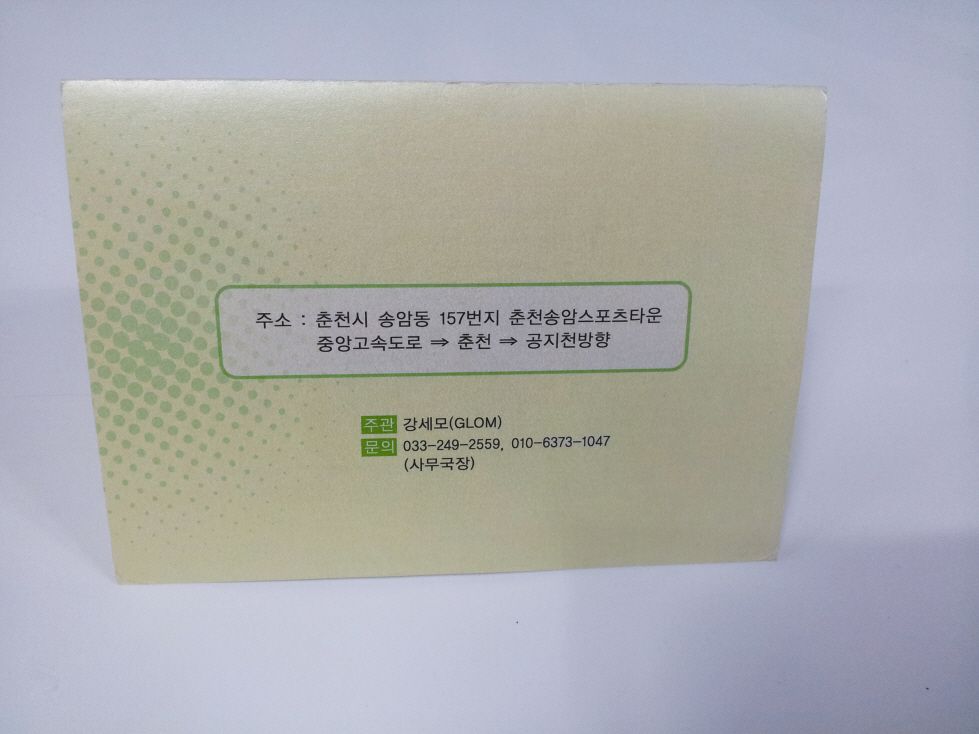 주소 : 춘천시 송암동 157번지 춘천송암스포츠타운
중앙고속도로 ⇒ 춘천 ⇒ 공지천방향
주관 강세모(GLOM)
문의 033-249-2559, 010-6373-1047
(사무국장)